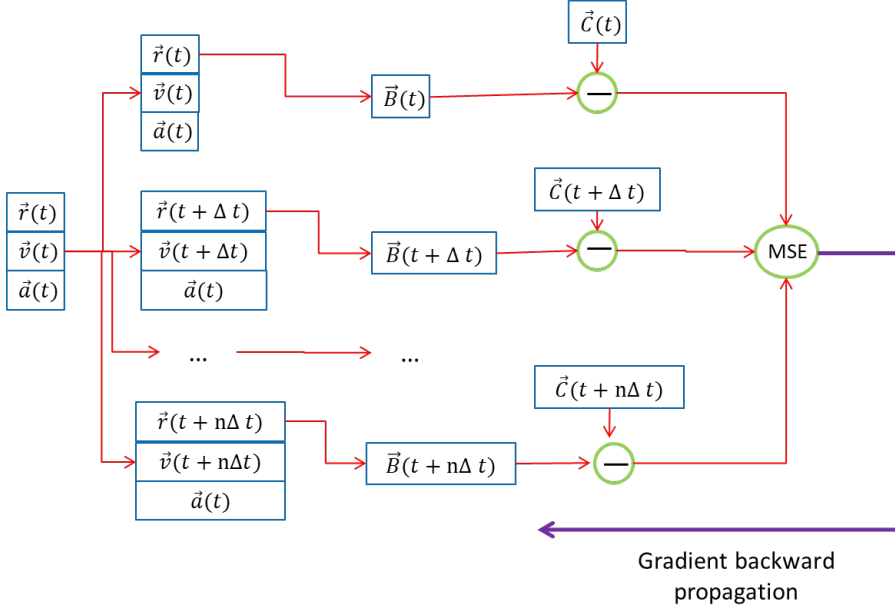 r⃗(t)
v⃗(t)
a⃗(t)
r⃗(t)
v⃗(t)
a⃗(t)
B⃗(t)
C⃗(t)
—
r⃗(t + Δ t)
v⃗(t + Δt)
a⃗(t)
B⃗(t + Δ t)
C⃗(t + Δ t)
—
MSE
... ...
r⃗(t + nΔ t)
v⃗(t + nΔt)
a⃗(t)
B⃗(t + nΔ t)
C⃗(t + nΔ t)
—
Gradient backward
propagation